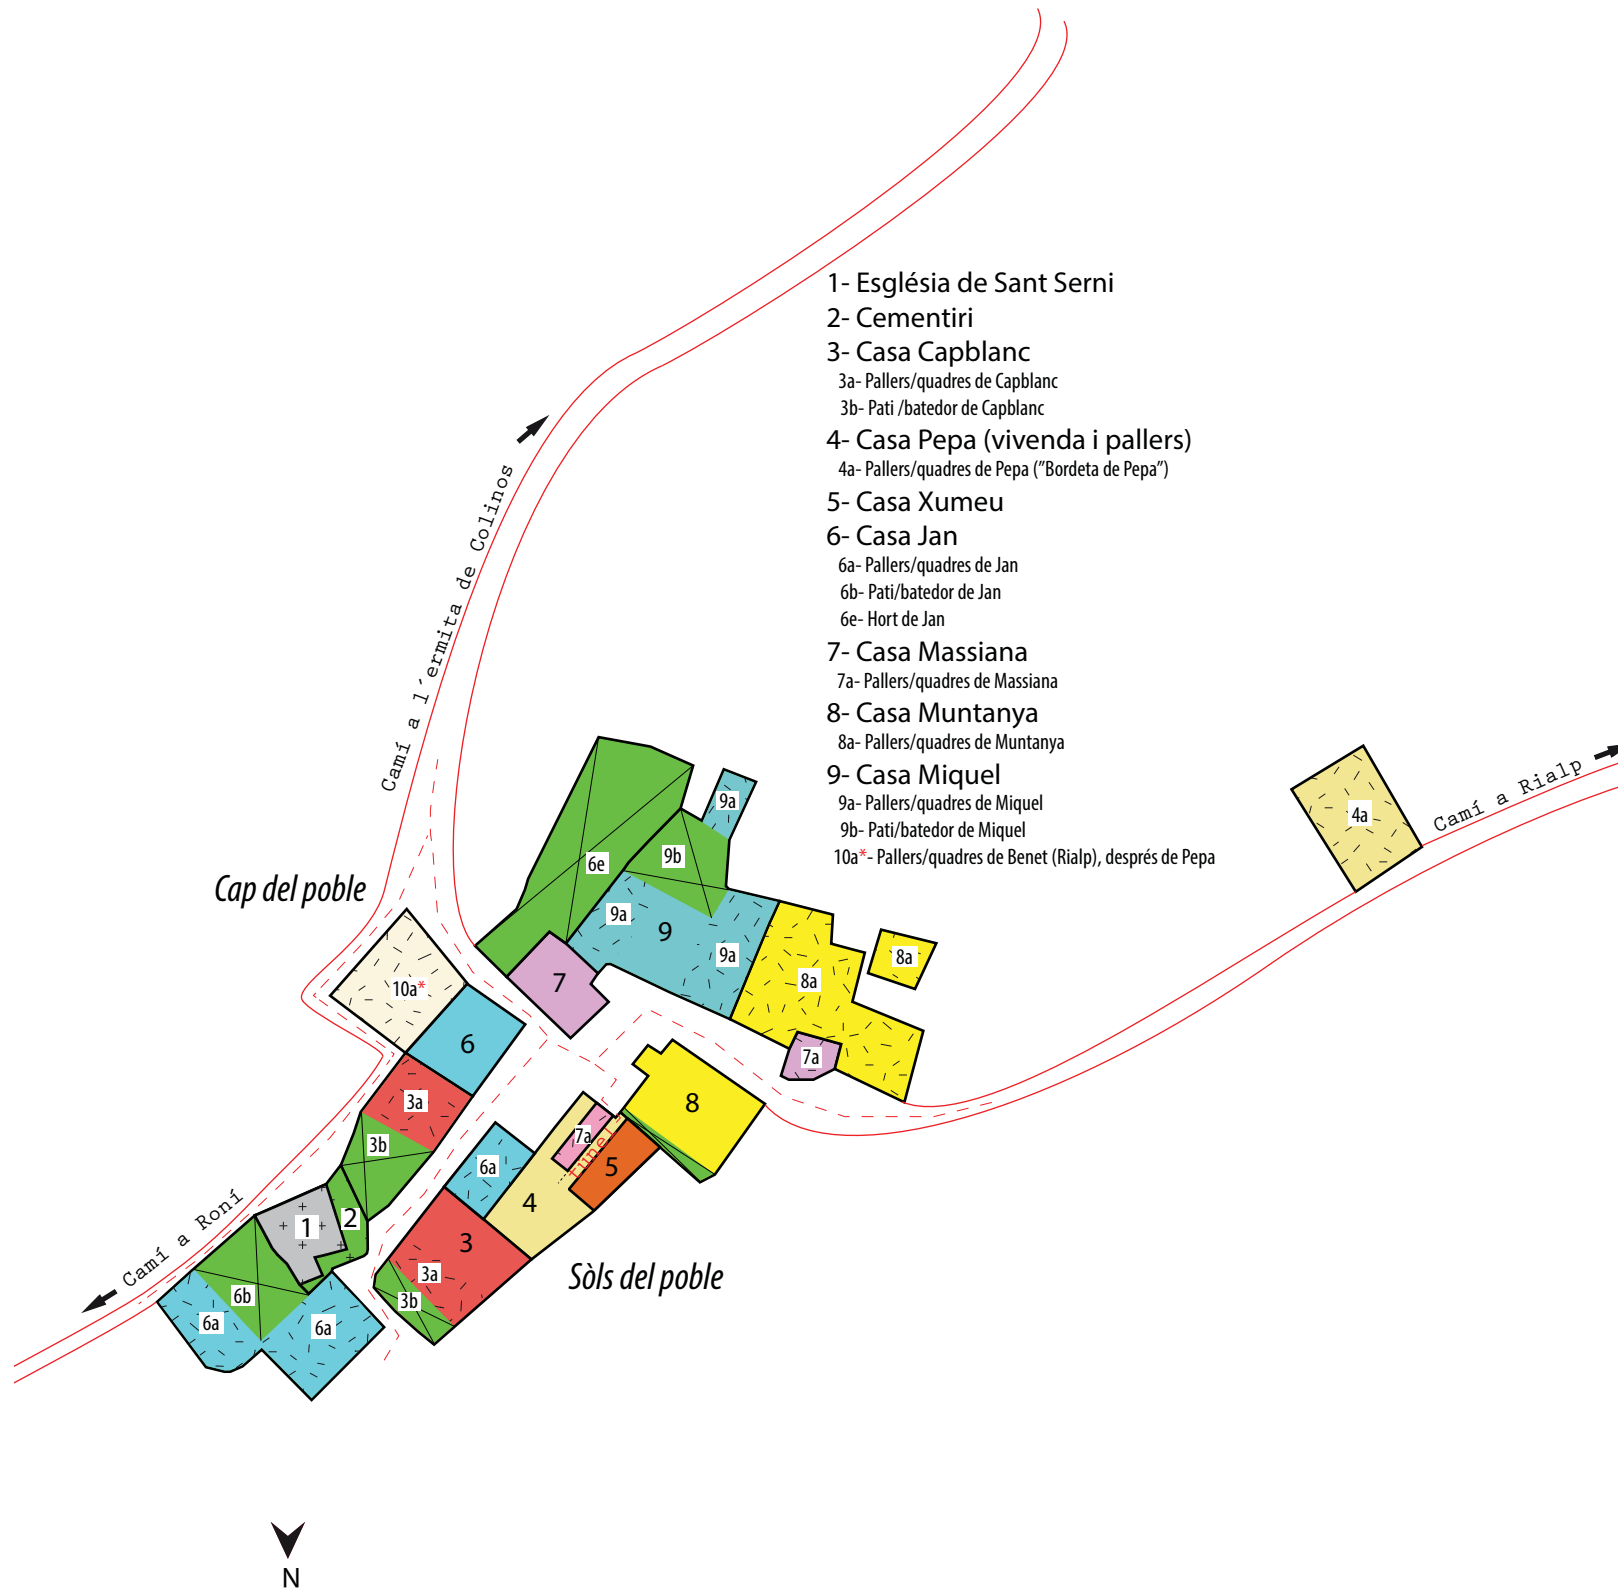 1- Església de Sant Serni
2- Cementiri
3- Casa Capblanc
3a- Pallers/quadres de Capblanc
3b- Pati /batedor de Capblanc
4- Casa Pepa (vivenda i pallers)
4a- Pallers/quadres de Pepa ("Bordeta de Pepa")
5- Casa Xumeu
6- Casa Jan
6a- Pallers/quadres de Jan
6b- Pati/batedor de Jan
6e- Hort de Jan
7- Casa Massiana
7a- Pallers/quadres de Massiana
8- Casa Muntanya
8a- Pallers/quadres de Muntanya
9- Casa Miquel
9a- Pallers/quadres de Miquel
9b- Pati/batedor de Miquel
10a*- Pallers/quadres de Benet (Rialp), després de Pepa
Camí a l'ermita de Colinos
Camí a Rialp
4a
9a
9b
6e
Cap del poble
9a
9
9a
8a
8a
7
10a*
6
7a
3a
8
3b
7a
túnel
5
6a
4
2
1
3
Camí a Roní
3a
Sòls del poble
3b
6b
6a
6a
N